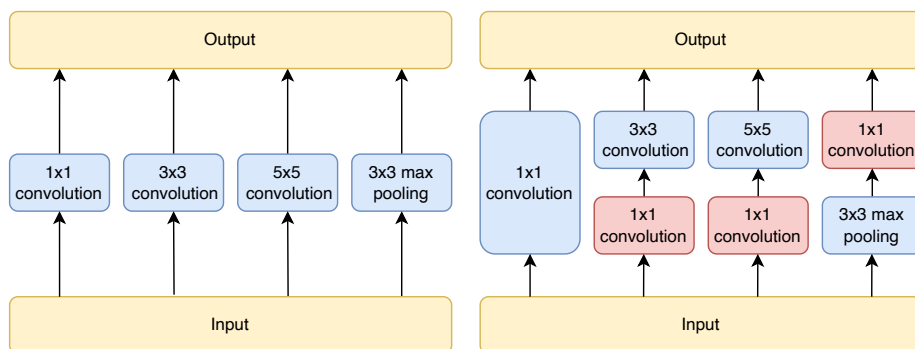 Output
1x1
convolution
3x3
convolution
5x5
convolution
3x3 max
pooling
Input
Output
1x1
convolution
3x3
convolution
5x5
convolution
1x1
convolution
1x1
convolution
1x1
convolution
3x3 max
pooling
Input